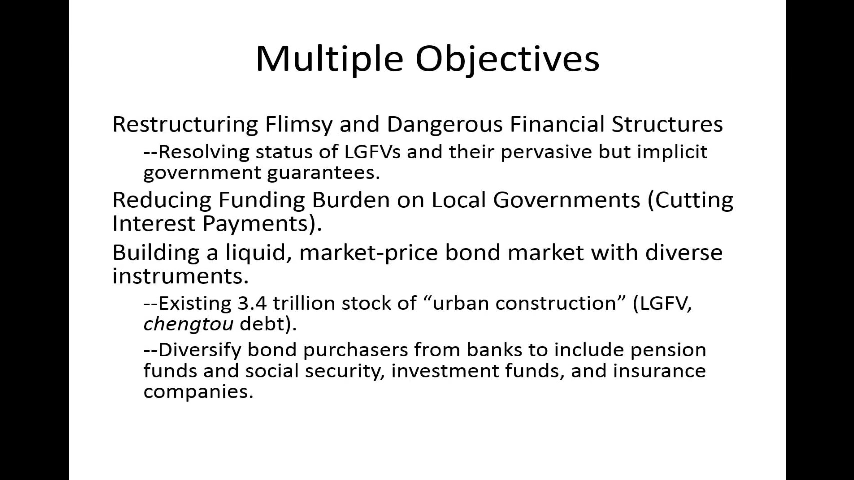 Multiple Objectives
Restructuring Flimsy and Dangerous Financial Structures
--Resolving status of LGFVs and their pervasive but implicit
government guarantees.
Reducing Funding Burden on Local Governments (Cutting
Interest Payments).
Building a liquid, market-price bond market with diverse
instruments.
--Existing 3.4 trillion stock of “urban construction” (LGFV,
chengtou debt).
--Diversify bond purchasers from banks to include pension
funds and social security, investment funds, and insurance
companies.